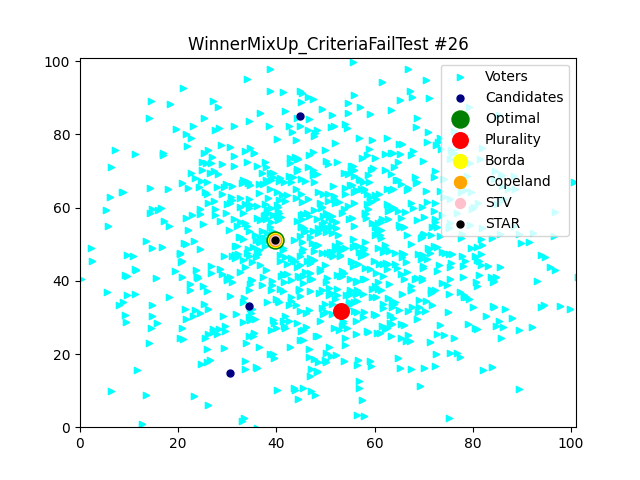 WinnerMixUp_CriteriaFailTest #26
100
80
60
40
20
0
0
20
40
60
80
100
Voters
Candidates
Optimal
Plurality
Borda
Copeland
STV
STAR